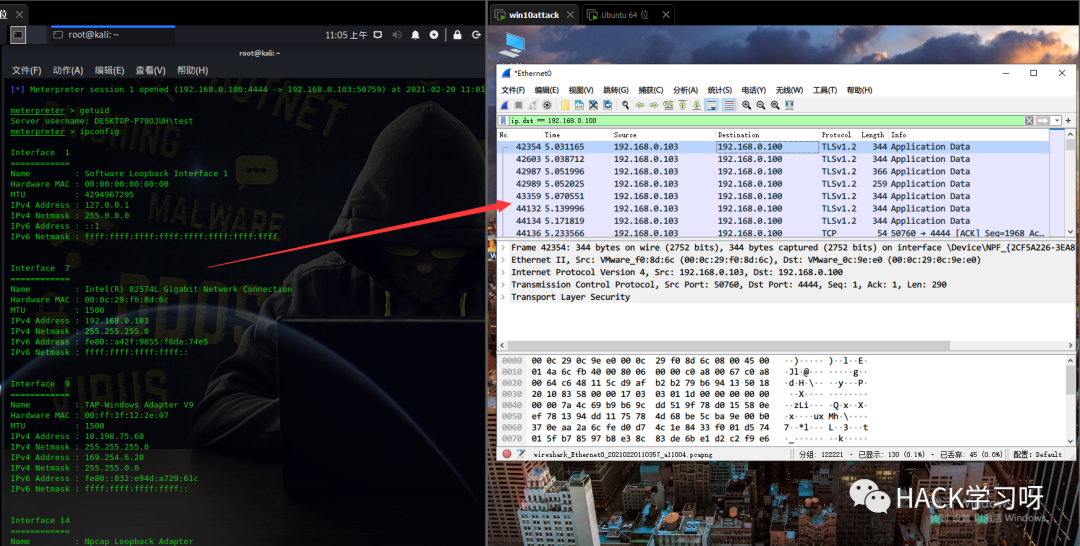 位
root@kali: ~
11:05 上午
root@kali: ~
文件(F) 动作(A) 编辑(E) 查看(V) 帮助(H)
[*] Meterpreter session 1 opened (192.168.0.100:4444 -> 192.168.0.103:50759) at 2021-02-20 11:01
meterpreter > getuid
Server username: DESKTOP-P79OJUH\test
meterpreter > ipconfig
Interface 1
============
Name : Software Loopback Interface 1
Hardware MAC : 00:00:00:00:00:00
MTU : 4294967295
IPv4 Address : 127.0.0.1
IPv4 Netmask : 255.0.0.0
IPv6 Address : ::1
IPv6 Netmask : ffff:ffff:ffff:ffff:ffff:ffff:ffff:ffff
Interface 7
============
Name : Intel(R) 82574L Gigabit Network Connection
Hardware MAC : 00:0c:29:f0:8d:6c
MTU : 1500
IPv4 Address : 192.168.0.103
IPv4 Netmask : 255.255.255.0
IPv6 Address : fe80::a42f:9855:f6de:74e5
IPv6 Netmask : ffff:ffff:ffff:ffff::
Interface 9
============
Name : TAP-Windows Adapter V9
Hardware MAC : 00:ff:3f:12:2e:07
MTU : 1500
IPv4 Address : 10.198.75.60
IPv4 Netmask : 255.255.255.0
IPv4 Address : 169.254.6.28
IPv4 Netmask : 255.255.0.0
IPv6 Address : fe80::832:e94d:a729:61c
IPv6 Netmask : ffff:ffff:ffff:ffff::
Interface 14
============
Name : Npcap Loopback Adapter
MALWARE
VIRUS
win10attack
Ubuntu 64 位
*Ethernet0
文件(F) 编辑(E) 视图(V) 跳转(G) 捕获(C) 分析(A) 统计(S) 电话(Y) 无线(W) 工具(T) 帮助(H)
ip.dst == 192.168.0.100
No. Time Source Destination Protocol Length Info
42354 5.031165 192.168.0.103 192.168.0.100 TLSv1.2 344 Application Data
42603 5.038712 192.168.0.103 192.168.0.100 TLSv1.2 344 Application Data
42987 5.051996 192.168.0.103 192.168.0.100 TLSv1.2 366 Application Data
42989 5.052025 192.168.0.103 192.168.0.100 TLSv1.2 259 Application Data
43359 5.070551 192.168.0.103 192.168.0.100 TLSv1.2 344 Application Data
44132 5.139996 192.168.0.103 192.168.0.100 TLSv1.2 344 Application Data
44134 5.171819 192.168.0.103 192.168.0.100 TLSv1.2 344 Application Data
44136 5.233566 192.168.0.103 192.168.0.100 TCP 54 50760 → 4444 [ACK] Seq=1968 Ac…
Frame 42354: 344 bytes on wire (2752 bits), 344 bytes captured (2752 bits) on interface \Device\NPF_{2CF5A226-3EA8
Ethernet II, Src: VMware_f0:8d:6c (00:0c:29:f0:8d:6c), Dst: VMware_0c:9e:e0 (00:0c:29:0c:9e:e0)
Internet Protocol Version 4, Src: 192.168.0.103, Dst: 192.168.0.100
Transmission Control Protocol, Src Port: 50760, Dst Port: 4444, Seq: 1, Ack: 1, Len: 290
Transport Layer Security
0000 00 0c 29 0c 9e e0 00 0c 29 f0 8d 6c 08 00 45 00 ··)····· )··l··E·
0010 01 4a 6c fb 40 00 80 06 00 00 c0 a8 00 67 c0 a8 ·Jl·@··· ·····g··
0020 00 64 c6 48 11 5c d9 af b2 b2 79 b6 94 13 50 18 ·d·H·\·· ··y···P·
0030 20 10 83 58 00 00 17 03 03 01 1d 00 00 00 00 00 ··X···· ········
0040 00 00 7a 4c 69 b9 b6 9c dd 51 9f 78 d0 15 58 0e ··zLi··· ·Q·x··X·
0050 ef 78 13 94 dd 11 75 78 4d 68 be 5c ba 9e 00 b0 ·x····ux Mh·\····
0060 37 0e aa 2a 6c fe d0 d7 4c 1e 84 33 f0 01 d5 74 7··*l··· L··3···t
0070 01 5f b7 85 97 b8 e3 8c 83 de 6b e1 d2 c2 f9 e6 ·_······ ··k·····
wireshark_Ethernet0_20210220110357_a11004.pcapng
分组: 122221 · 已显示: 130 (0.1%) · 已丢弃: 45 (0.0%)
配置: Default
HACK学习呀